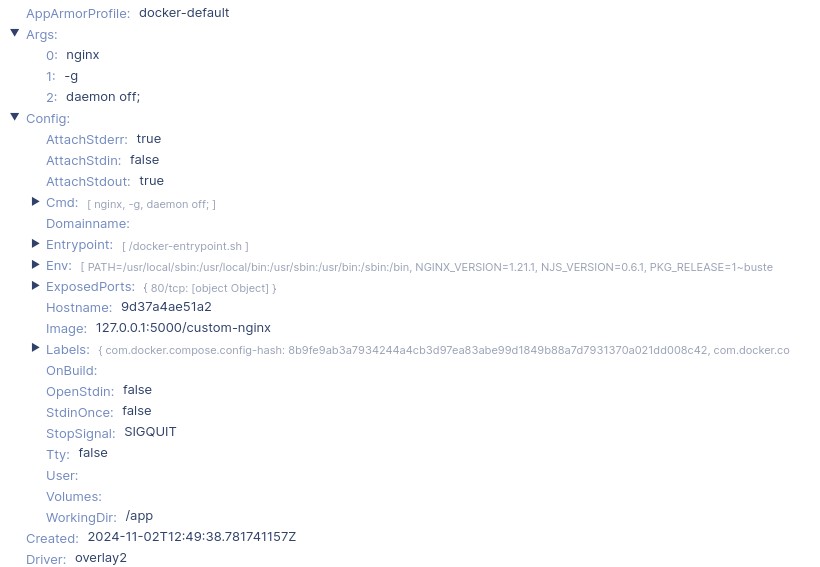 AppArmorProfile: docker-default
Args:
0: nginx
1: -g
2: daemon off;
Config:
AttachStderr: true
AttachStdin: false
AttachStdout: true
Cmd: [ nginx, -g, daemon off; ]
Domainname:
Entrypoint: [ /docker-entrypoint.sh ]
Env: [ PATH=/usr/local/sbin:/usr/local/bin:/usr/sbin:/usr/bin:/sbin:/bin, NGINX_VERSION=1.21.1, NJS_VERSION=0.6.1, PKG_RELEASE=1~buste
ExposedPorts: { 80/tcp: [object Object] }
Hostname: 9d37a4ae51a2
Image: 127.0.0.1:5000/custom-nginx
Labels: { com.docker.compose.config-hash: 8b9fe9ab3a7934244a4cb3d97ea83abe99d1849b88a7d7931370a021dd008c42, com.docker.co
OnBuild:
OpenStdin: false
StdinOnce: false
StopSignal: SIGQUIT
Tty: false
User:
Volumes:
WorkingDir: /app
Created: 2024-11-02T12:49:38.781741157Z
Driver: overlay2